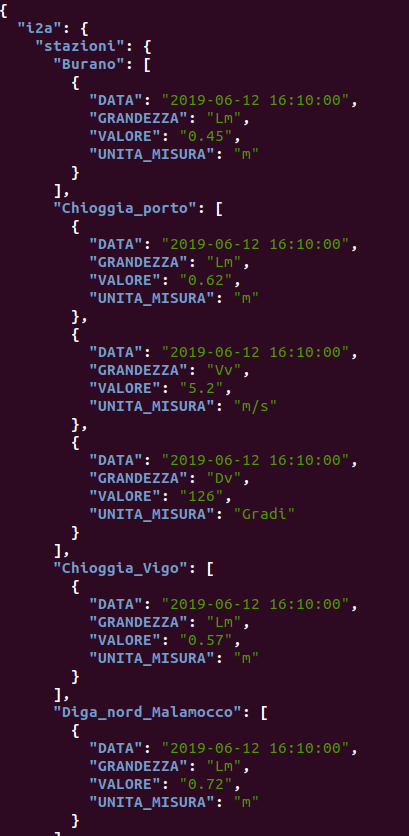 {
  "i2a": {
    "stazioni": {
      "Burano": [
        {
          "DATA": "2019-06-12 16:10:00",
          "GRANDEZZA": "Lm",
          "VALORE": "0.45",
          "UNITA_MISURA": "m"
        }
      ],
      "Chioggia_porto": [
        {
          "DATA": "2019-06-12 16:10:00",
          "GRANDEZZA": "Lm",
          "VALORE": "0.62",
          "UNITA_MISURA": "m"
        },
        {
          "DATA": "2019-06-12 16:10:00",
          "GRANDEZZA": "Vv",
          "VALORE": "5.2",
          "UNITA_MISURA": "m/s"
        },
        {
          "DATA": "2019-06-12 16:10:00",
          "GRANDEZZA": "Dv",
          "VALORE": "126",
          "UNITA_MISURA": "Gradi"
        }
      ],
      "Chioggia_Vigo": [
        {
          "DATA": "2019-06-12 16:10:00",
          "GRANDEZZA": "Lm",
          "VALORE": "0.57",
          "UNITA_MISURA": "m"
        }
      ],
      "Diga_nord_Malamocco": [
        {
          "DATA": "2019-06-12 16:10:00",
          "GRANDEZZA": "Lm",
          "VALORE": "0.72",
          "UNITA_MISURA": "m"
        }